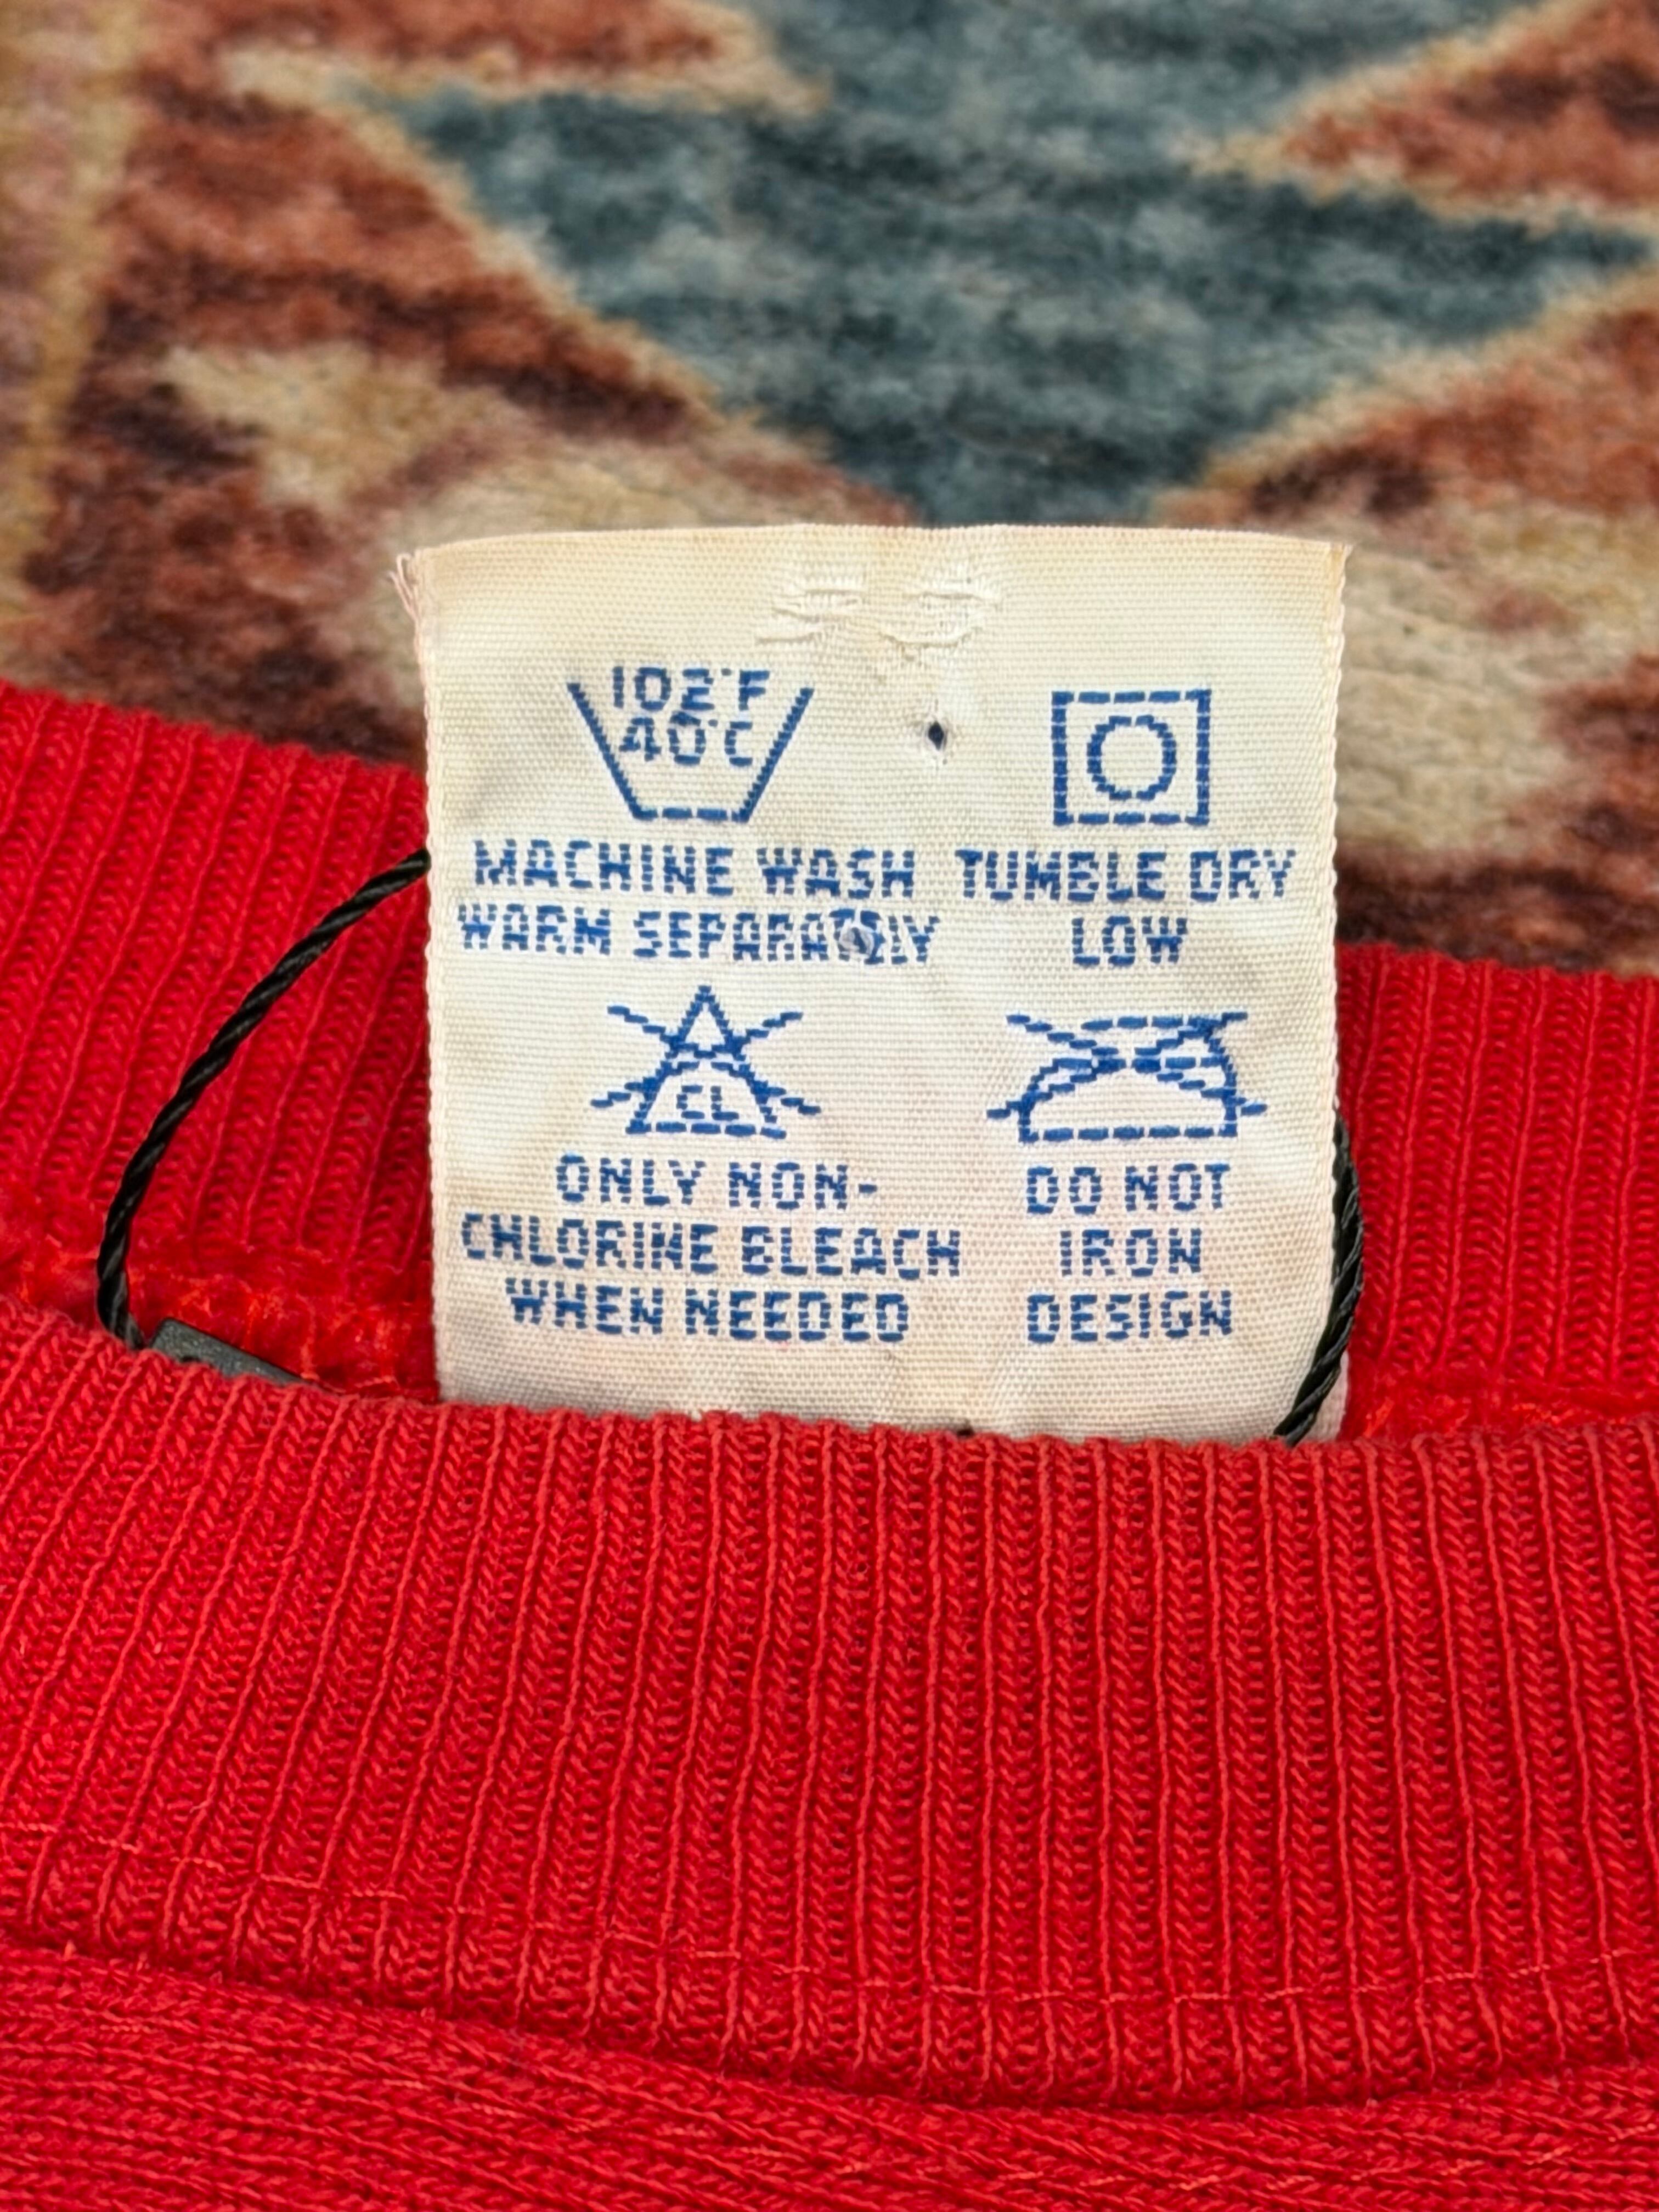 102°F
40°C
MACHINE WASH
WARM SEPARATELY
TUMBLE DRY
LOW
CL
ONLY NON-
CHLORINE BLEACH
WHEN NEEDED
DO NOT
IRON
DESIGN